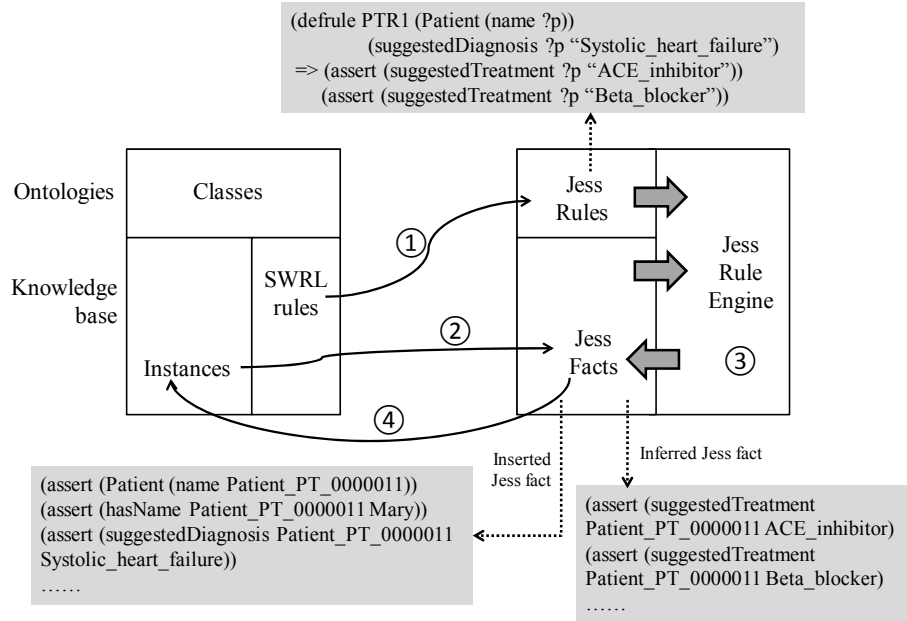 (defrule PTR1 (Patient (name ?p))
(suggestedDiagnosis ?p “Systolic_heart_failure”)
=> (assert (suggestedTreatment ?p “ACE_inhibitor”))
(assert (suggestedTreatment ?p “Beta_blocker”))
Ontologies
Classes
Jess
Rules
①
Knowledge
base
SWRL
rules
Jess
Rule
Engine
②
Instances
Jess
Facts
③
④
Inserted
Jess fact
Inferred Jess fact
(assert (Patient (name Patient_PT_0000011))
(assert (hasName Patient_PT_0000011 Mary))
(assert (suggestedDiagnosis Patient_PT_0000011
Systolic_heart_failure))
……
(assert (suggestedTreatment
Patient_PT_0000011 ACE_inhibitor)
(assert (suggestedTreatment
Patient_PT_0000011 Beta_blocker)
……